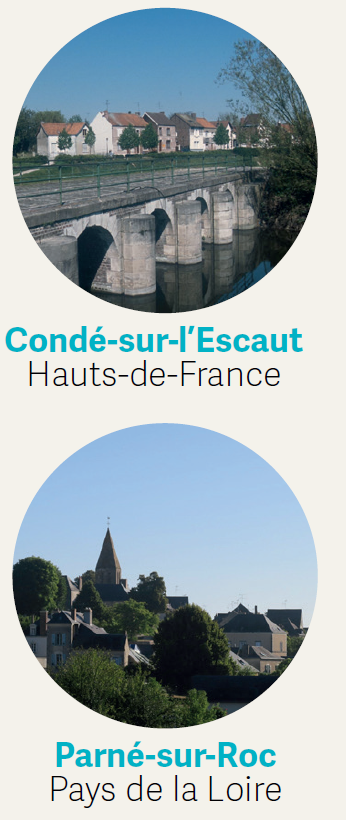 Condé-sur-l’Escaut
Hauts-de-France
Parné-sur-Roc
Pays de la Loire